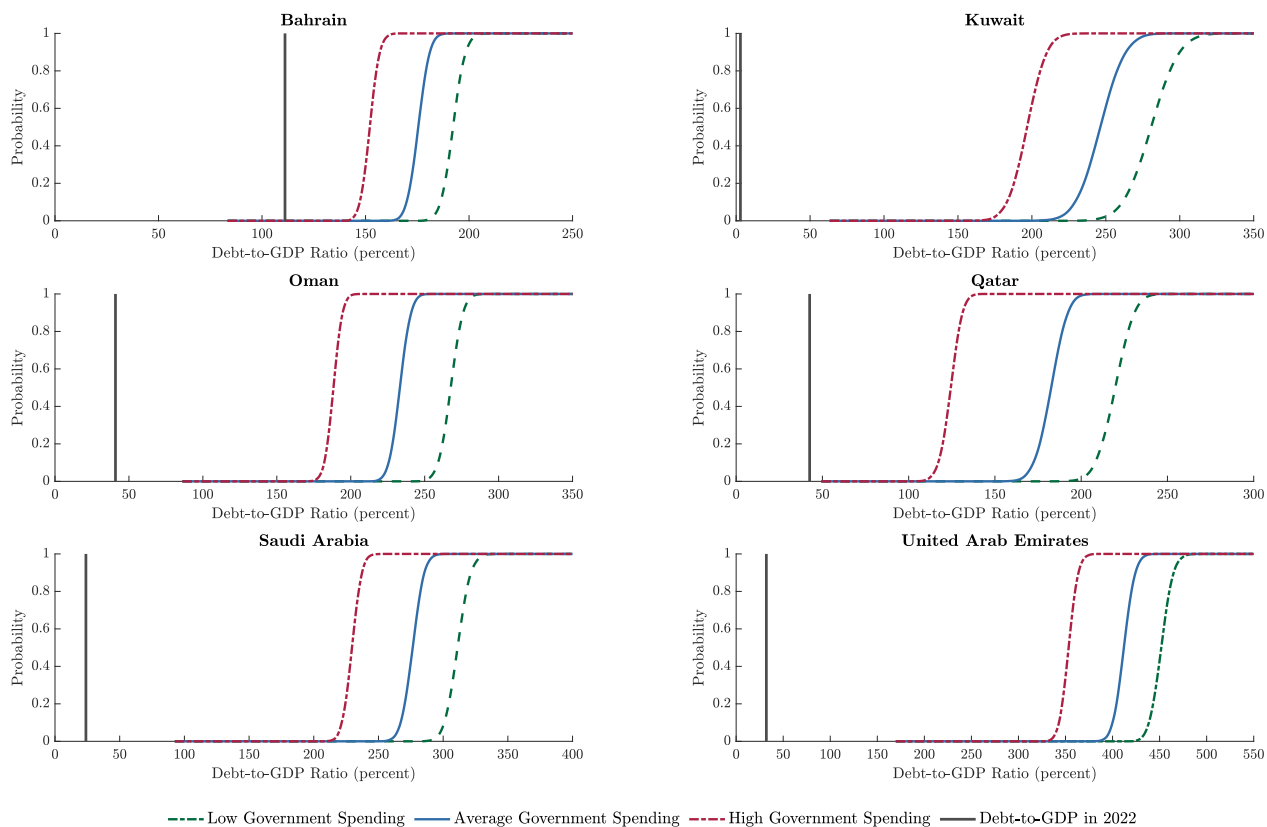 Bahrain
1
0.8
0.6
0.4
0.2
0
Probability
0 50 100 150 200 250
Debt-to-GDP Ratio (percent)
Kuwait
1
0.8
0.6
0.4
0.2
0
Probability
0 50 100 150 200 250 300 350
Debt-to-GDP Ratio (percent)
Oman
1
0.8
0.6
0.4
0.2
0
Probability
0 50 100 150 200 250 300 350
Debt-to-GDP Ratio (percent)
Qatar
1
0.8
0.6
0.4
0.2
0
Probability
0 50 100 150 200 250 300
Debt-to-GDP Ratio (percent)
Saudi Arabia
1
0.8
0.6
0.4
0.2
0
Probability
0 50 100 150 200 250 300 350 400
Debt-to-GDP Ratio (percent)
United Arab Emirates
1
0.8
0.6
0.4
0.2
0
Probability
0 50 100 150 200 250 300 350 400 450 500 550
Debt-to-GDP Ratio (percent)
Low Government Spending Average Government Spending High Government Spending Debt-to-GDP in 2022